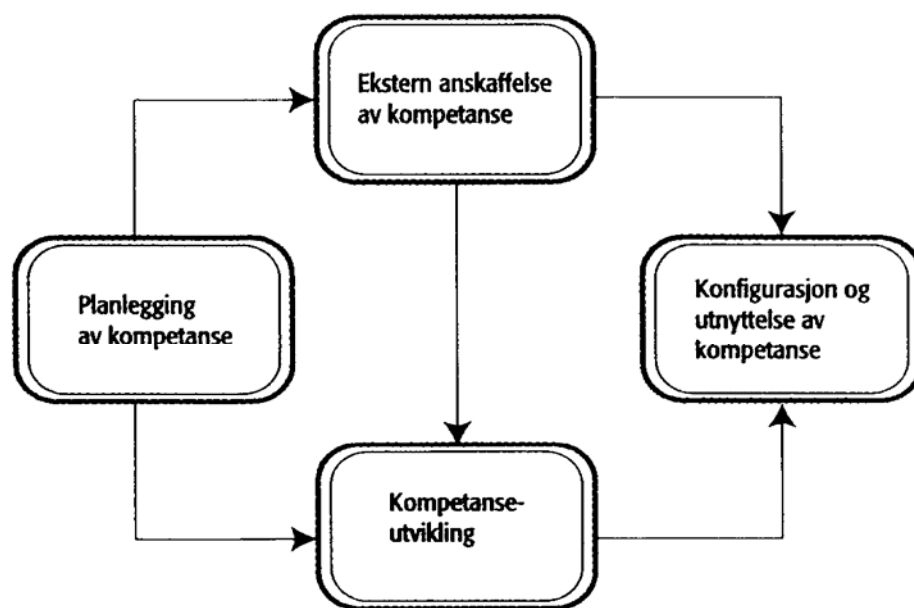 Ekstern anskaffelse
av kompetanse
Planlegging
av kompetanse
Konfigurasjon og
utnyttelse av
kompetanse
Kompetanse-
utvikling